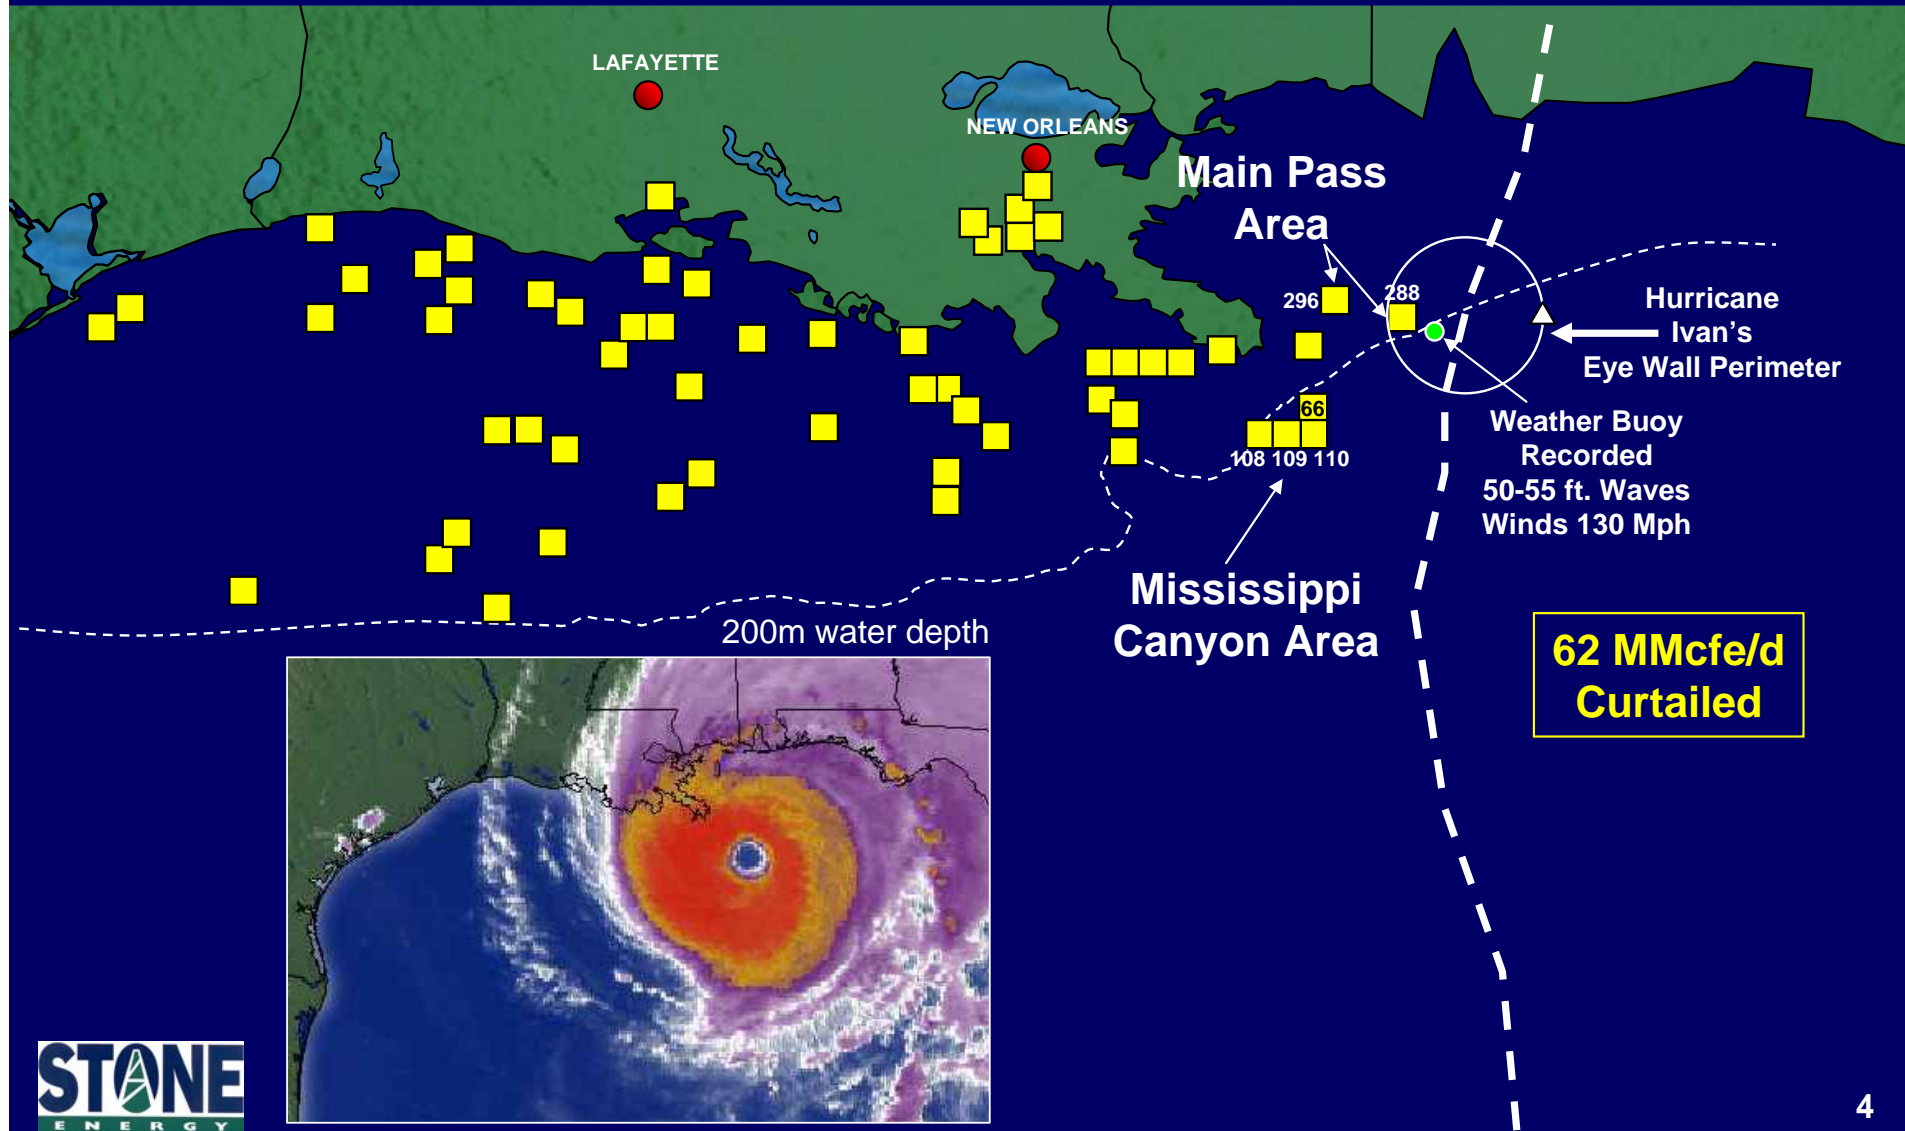 LAFAYETTE
NEW ORLEANS
Main Pass
Area
296
288
Hurricane
Ivan's
Eye Wall Perimeter
66
108 109 110
Weather Buoy
Recorded
50-55 ft. Waves
Winds 130 Mph
Mississippi
Canyon Area
200m water depth
62 MMcfe/d
Curtailed
STONE
ENERGY
4